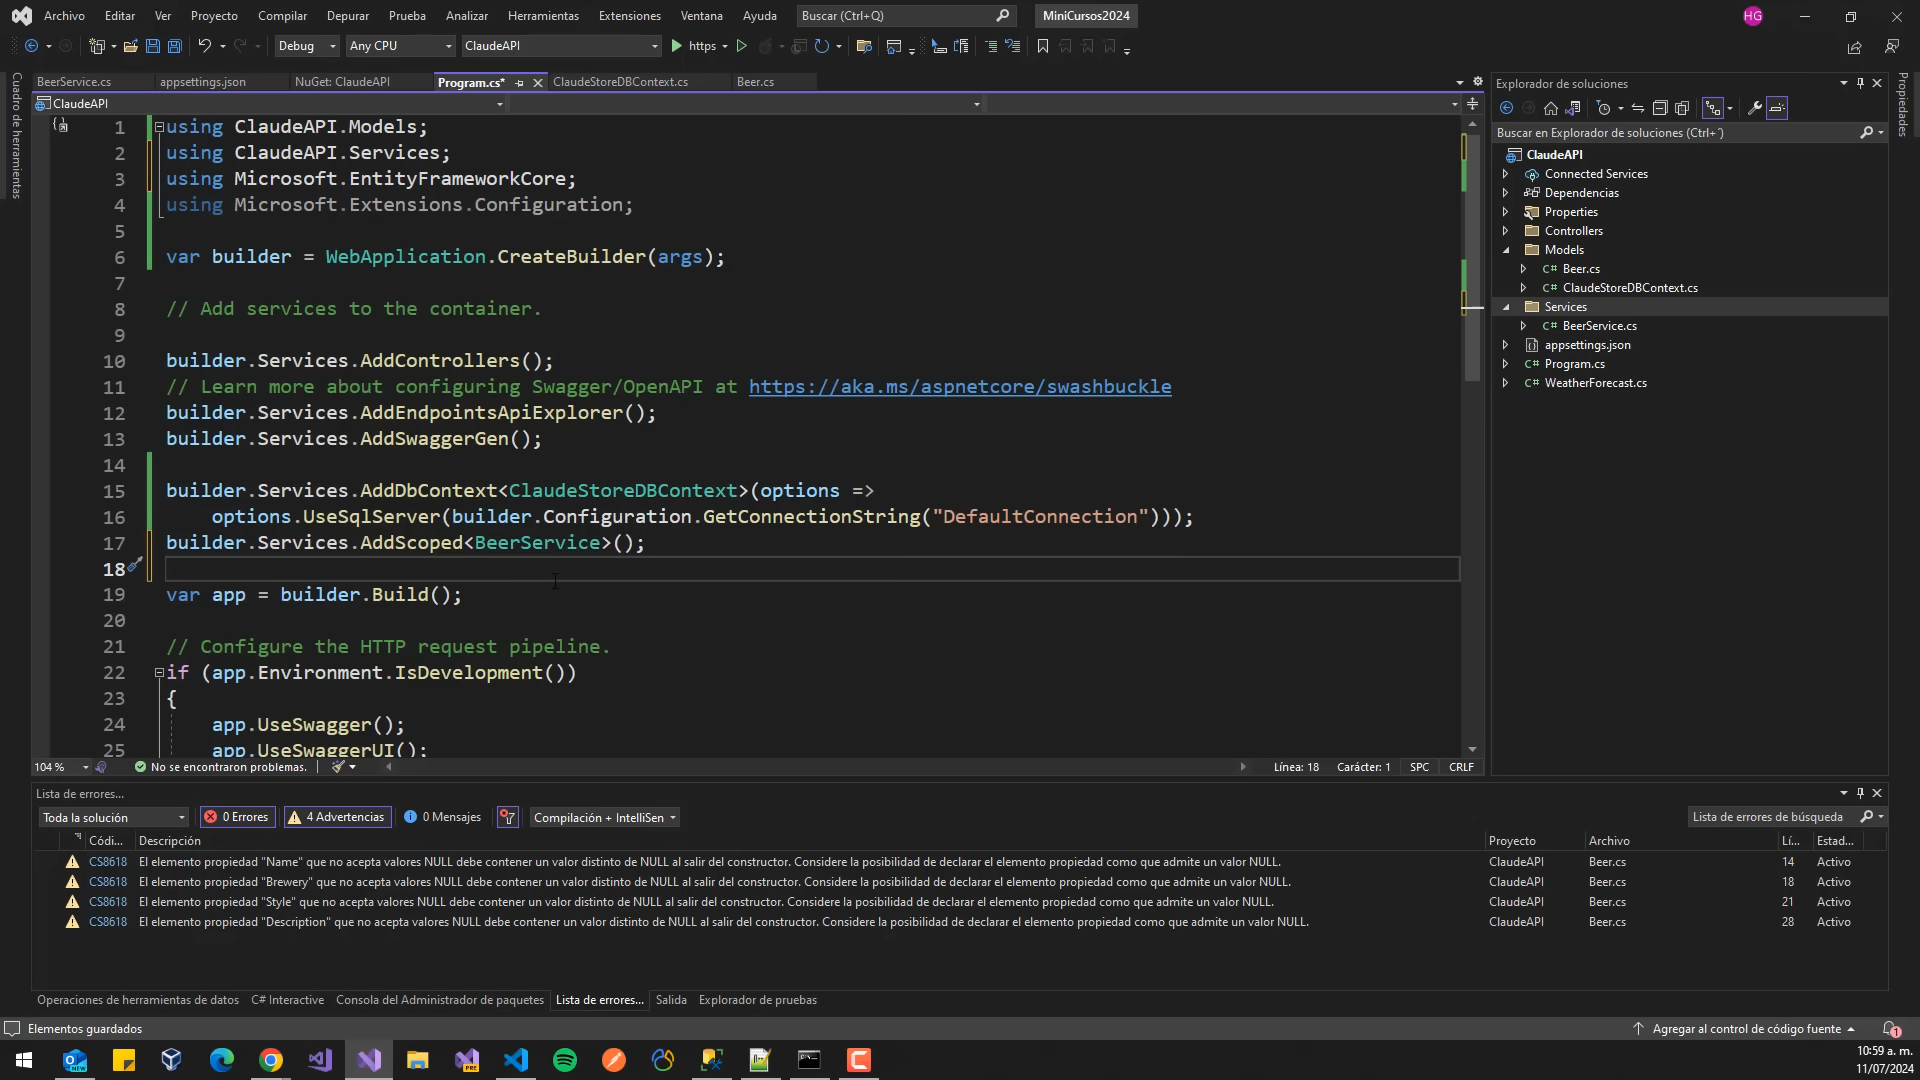 Archivo Editar Ver Proyecto Compilar Depurar Prueba Analizar Herramientas Extensiones Ventana Ayuda Buscar (Ctrl+Q) MiniCursos2024 HG
Debug Any CPU ClaudeAPI https
BeerService.cs appsettings.json NuGet: ClaudeAPI Program.cs* ClaudeStoreDBContext.cs Beer.cs
ClaudeAPI
Cuadro de herramientas
1 using ClaudeAPI.Models;
2 using ClaudeAPI.Services;
3 using Microsoft.EntityFrameworkCore;
4 using Microsoft.Extensions.Configuration;
5
6 var builder = WebApplication.CreateBuilder(args);
7
8 // Add services to the container.
9
10 builder.Services.AddControllers();
11 // Learn more about configuring Swagger/OpenAPI at https://aka.ms/aspnetcore/swashbuckle
12 builder.Services.AddEndpointsApiExplorer();
13 builder.Services.AddSwaggerGen();
14
15 builder.Services.AddDbContext<ClaudeStoreDBContext>(options =>
16 options.UseSqlServer(builder.Configuration.GetConnectionString("DefaultConnection")));
17 builder.Services.AddScoped<BeerService>();
18
19 var app = builder.Build();
20
21 // Configure the HTTP request pipeline.
22 if (app.Environment.IsDevelopment())
23 {
24 app.UseSwagger();
25 app.UseSwaggerUI();
104 % No se encontraron problemas. Línea: 18 Carácter: 1 SPC CRLF
Explorador de soluciones
Buscar en Explorador de soluciones (Ctrl+´)
ClaudeAPI
Connected Services
Dependencias
Properties
Controllers
Models
C# Beer.cs
C# ClaudeStoreDBContext.cs
Services
C# BeerService.cs
appsettings.json
C# Program.cs
C# WeatherForecast.cs
Propiedades
Lista de errores...
Toda la solución 0 Errores 4 Advertencias 0 Mensajes Compilación + IntelliSen Lista de errores de búsqueda
Códi... Descripción Proyecto Archivo Lí... Estad...
CS8618 El elemento propiedad "Name" que no acepta valores NULL debe contener un valor distinto de NULL al salir del constructor. Considere la posibilidad de declarar el elemento propiedad como que admite un valor NULL. ClaudeAPI Beer.cs 14 Activo
CS8618 El elemento propiedad "Brewery" que no acepta valores NULL debe contener un valor distinto de NULL al salir del constructor. Considere la posibilidad de declarar el elemento propiedad como que admite un valor NULL. ClaudeAPI Beer.cs 18 Activo
CS8618 El elemento propiedad "Style" que no acepta valores NULL debe contener un valor distinto de NULL al salir del constructor. Considere la posibilidad de declarar el elemento propiedad como que admite un valor NULL. ClaudeAPI Beer.cs 21 Activo
CS8618 El elemento propiedad "Description" que no acepta valores NULL debe contener un valor distinto de NULL al salir del constructor. Considere la posibilidad de declarar el elemento propiedad como que admite un valor NULL. ClaudeAPI Beer.cs 28 Activo
Operaciones de herramientas de datos C# Interactive Consola del Administrador de paquetes Lista de errores... Salida Explorador de pruebas
Elementos guardados Agregar al control de código fuente 1
NEW PRE
10:59 a. m.
11/07/2024